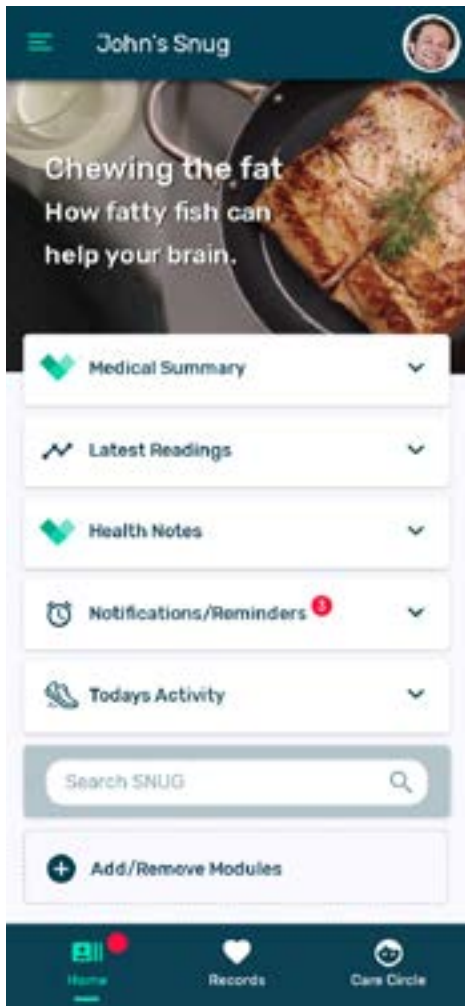 John's Snug
Chewing the fat
How fatty fish can
help your brain.
Medical Summary
Latest Readings
Health Notes
Notifications/Reminders 3
Todays Activity
Search SNUG
Add/Remove Modules
Home Records Care Circle